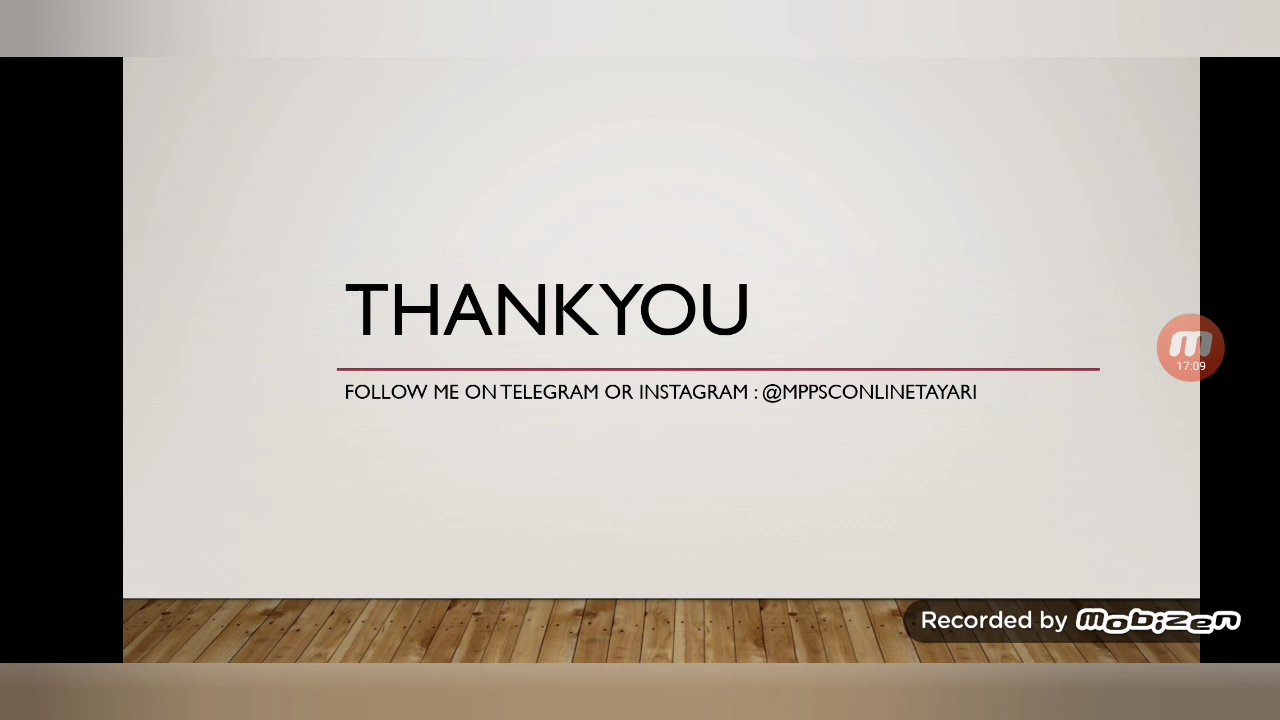 THANKYOU
FOLLOW ME ON TELEGRAM OR INSTAGRAM : @MPPSCONLINETAYARI
m
17:09
Recorded by mobizen